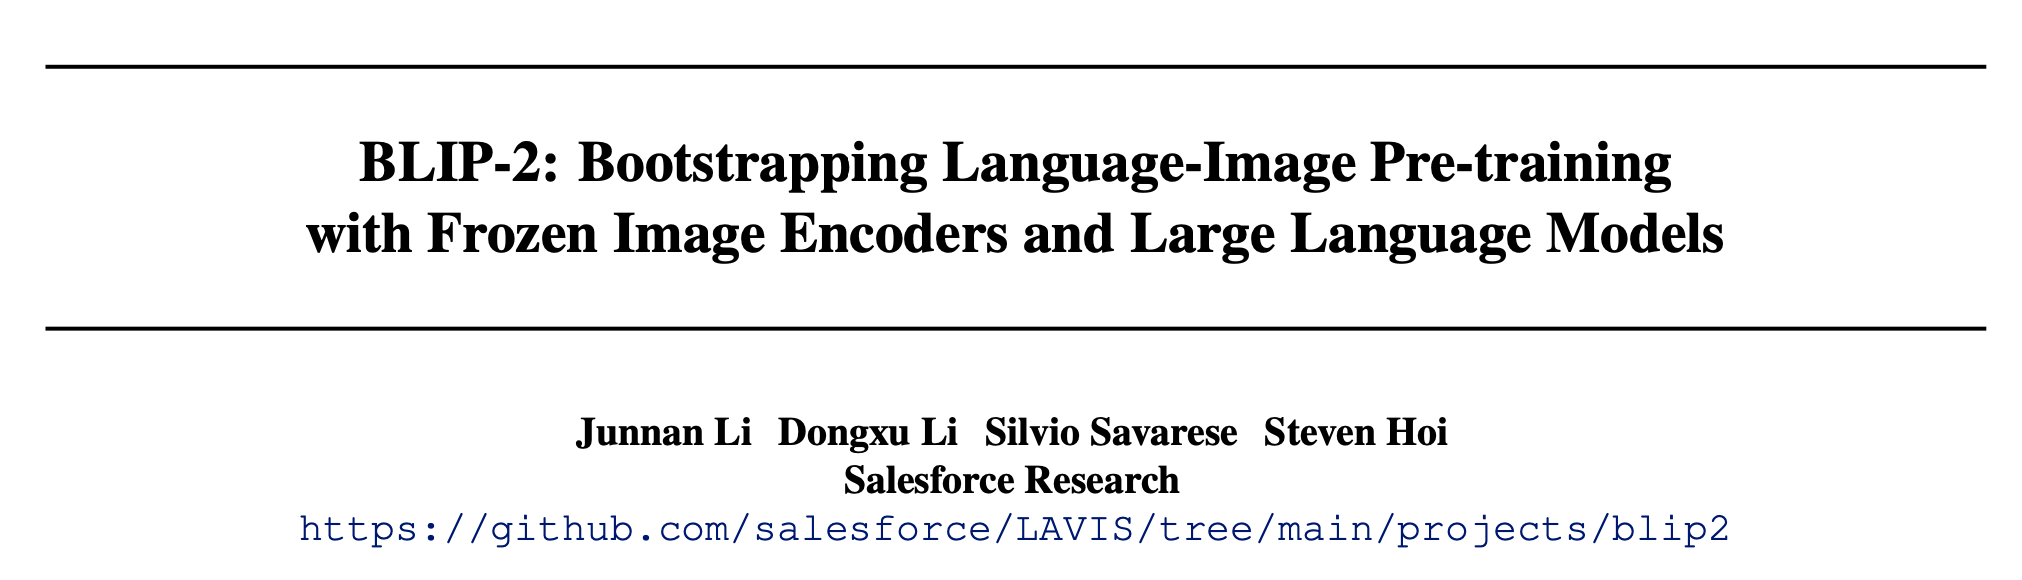 BLIP-2: Bootstrapping Language-Image Pre-training
with Frozen Image Encoders and Large Language Models
Junnan Li Dongxu Li Silvio Savarese Steven Hoi
Salesforce Research
https://github.com/salesforce/LAVIS/tree/main/projects/blip2